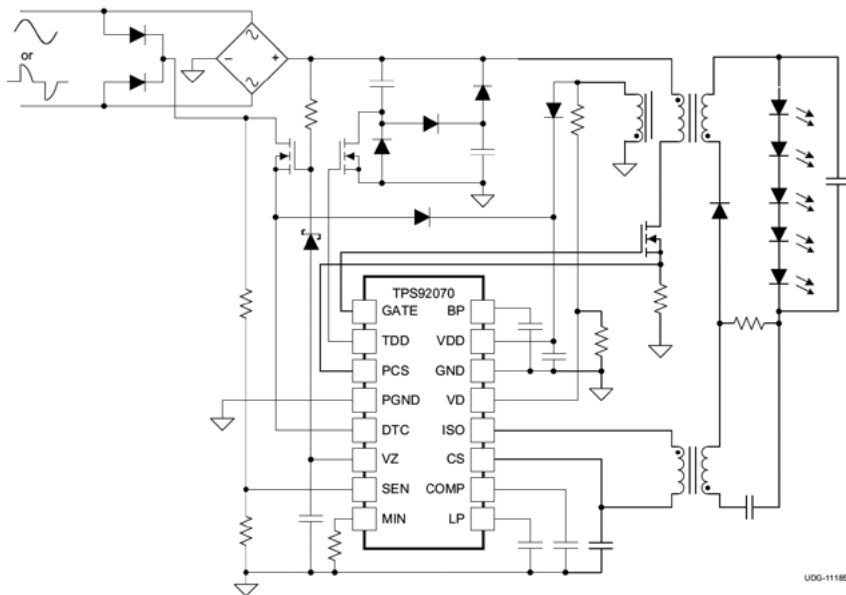 or
TPS92070
GATE BP
TDD VDD
PCS GND
PGND VD
DTC ISO
VZ CS
SEN COMP
MIN LP
UDG-11185